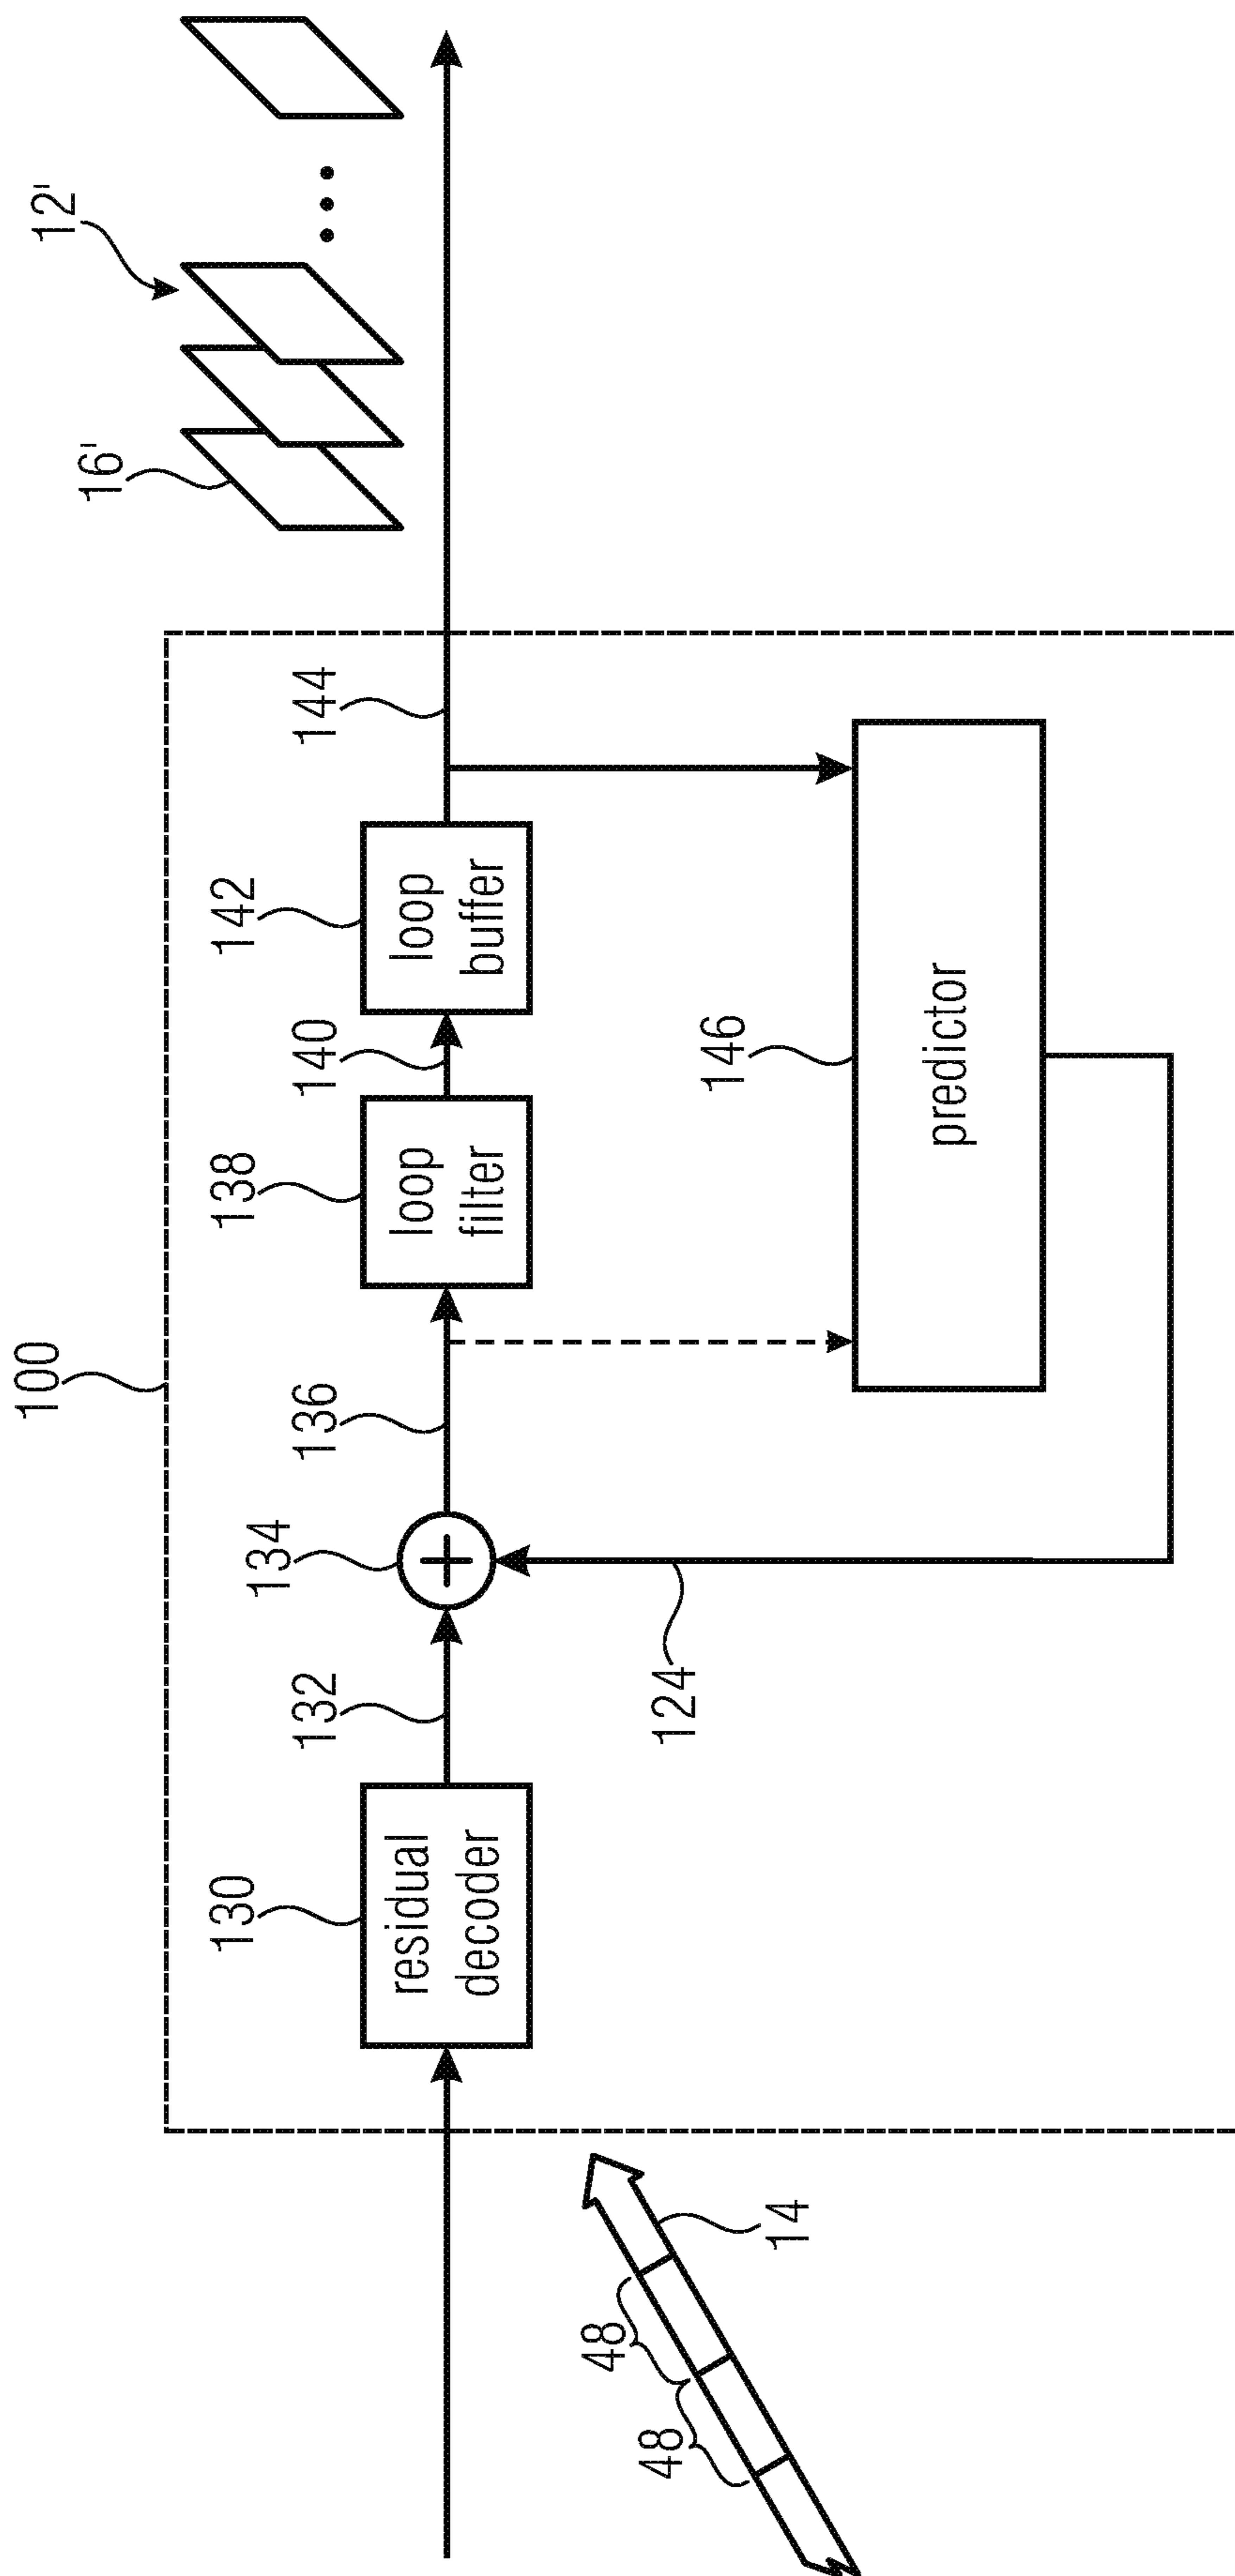 100
12'
16'
130
132
134
136
138
140
142
144
residual
decoder
loop
filter
loop
buffer
124
146
predictor
48
48
14